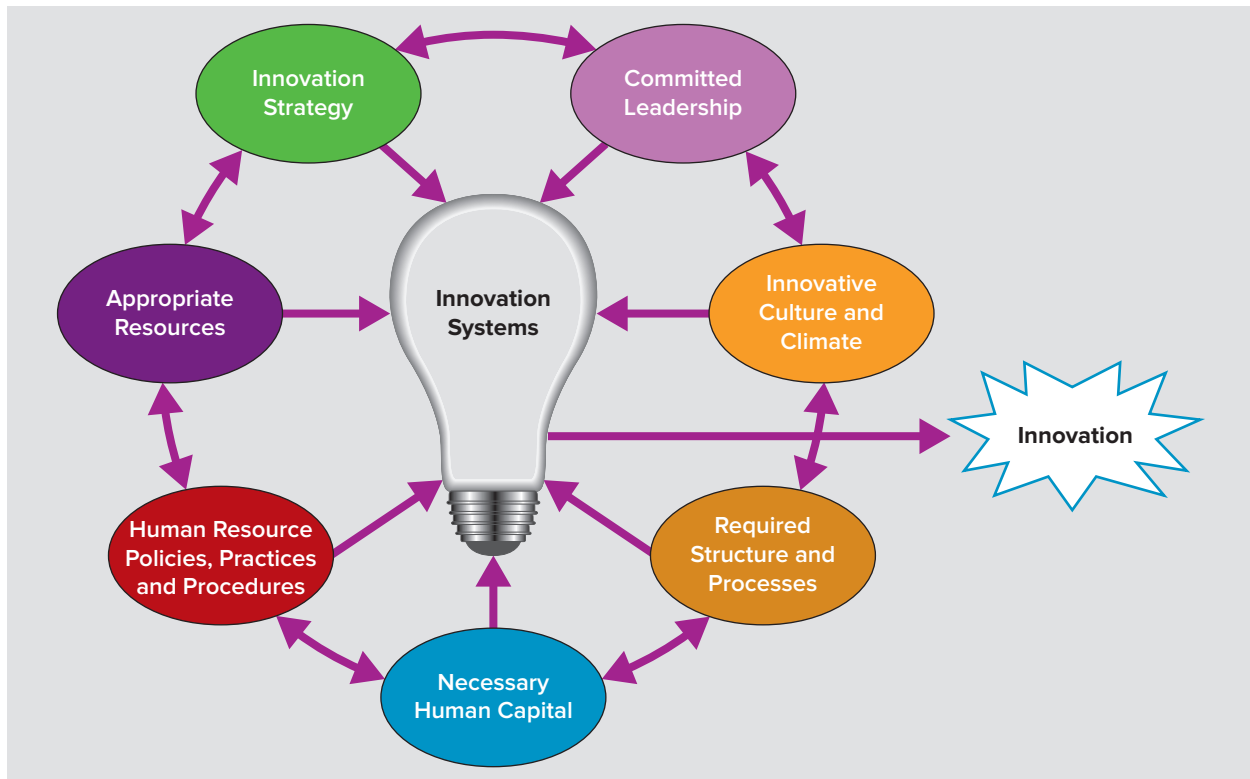 Innovation
Strategy
Committed
Leadership
Appropriate
Resources
Innovation
Systems
Innovative
Culture and
Climate
Innovation
Human Resource
Policies, Practices
and Procedures
Required
Structure and
Processes
Necessary
Human Capital